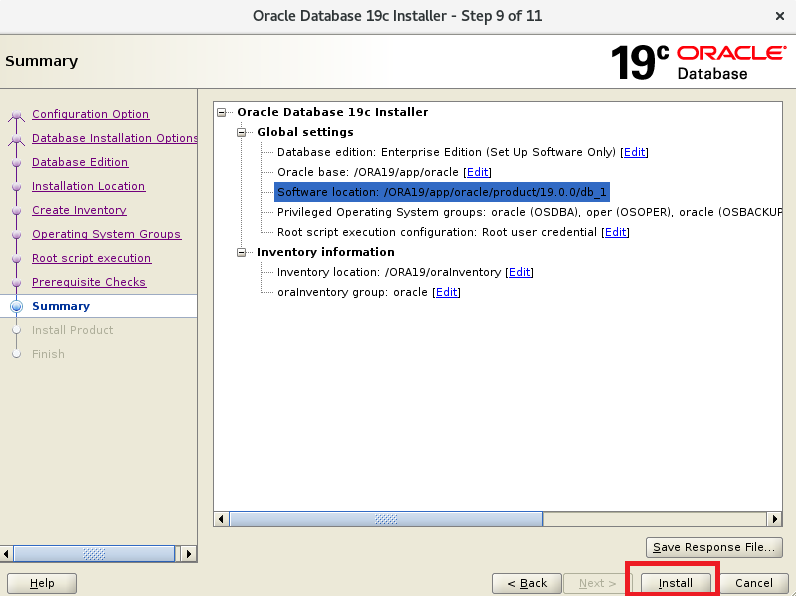 Oracle Database 19c Installer - Step 9 of 11
Summary
19c ORACLE
Database
Configuration Option
Database Installation Options
Database Edition
Installation Location
Create Inventory
Operating System Groups
Root script execution
Prerequisite Checks
Summary
Install Product
Finish
Oracle Database 19c Installer
Global settings
Database edition: Enterprise Edition (Set Up Software Only) [Edit]
Oracle base: /ORA19/app/oracle [Edit]
Software location: /ORA19/app/oracle/product/19.0.0/db_1
Privileged Operating System groups: oracle (OSDBA), oper (OSOPER), oracle (OSBACKUP
Root script execution configuration: Root user credential [Edit]
Inventory information
Inventory location: /ORA19/oraInventory [Edit]
oraInventory group: oracle [Edit]
Save Response File...
Help
< Back
Next >
Install
Cancel